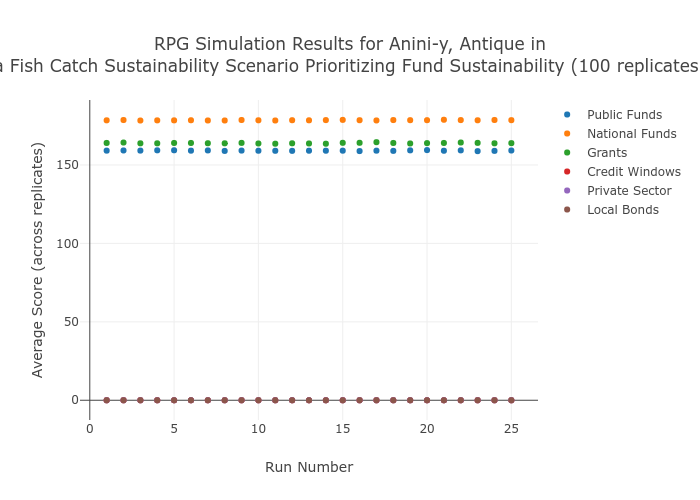 RPG Simulation Results for Anini-y, Antique in
a Fish Catch Sustainability Scenario Prioritizing Fund Sustainability (100 replicates
Public Funds
National Funds
Grants
Credit Windows
Private Sector
Local Bonds
Average Score (across replicates)
150
100
50
0
0 5 10 15 20 25
Run Number